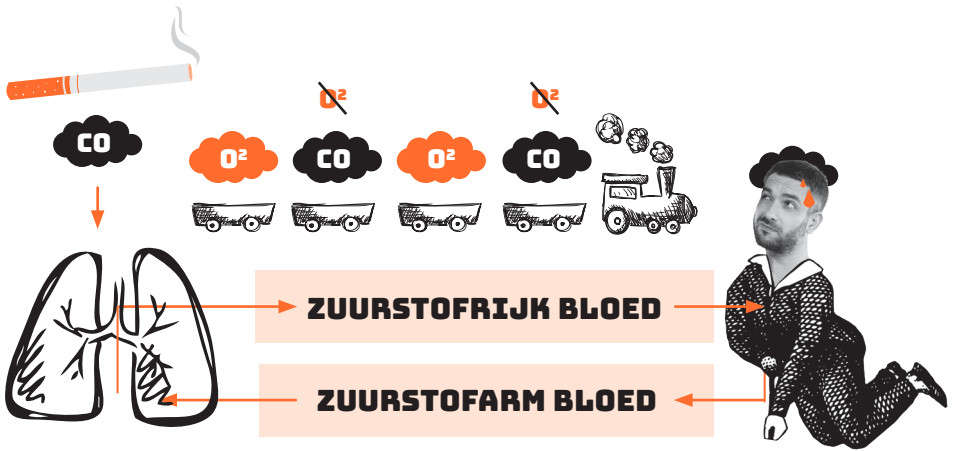 O² O²
CO O² CO O² CO
ZUURSTOFRIJK BLOED
ZUURSTOFARM BLOED